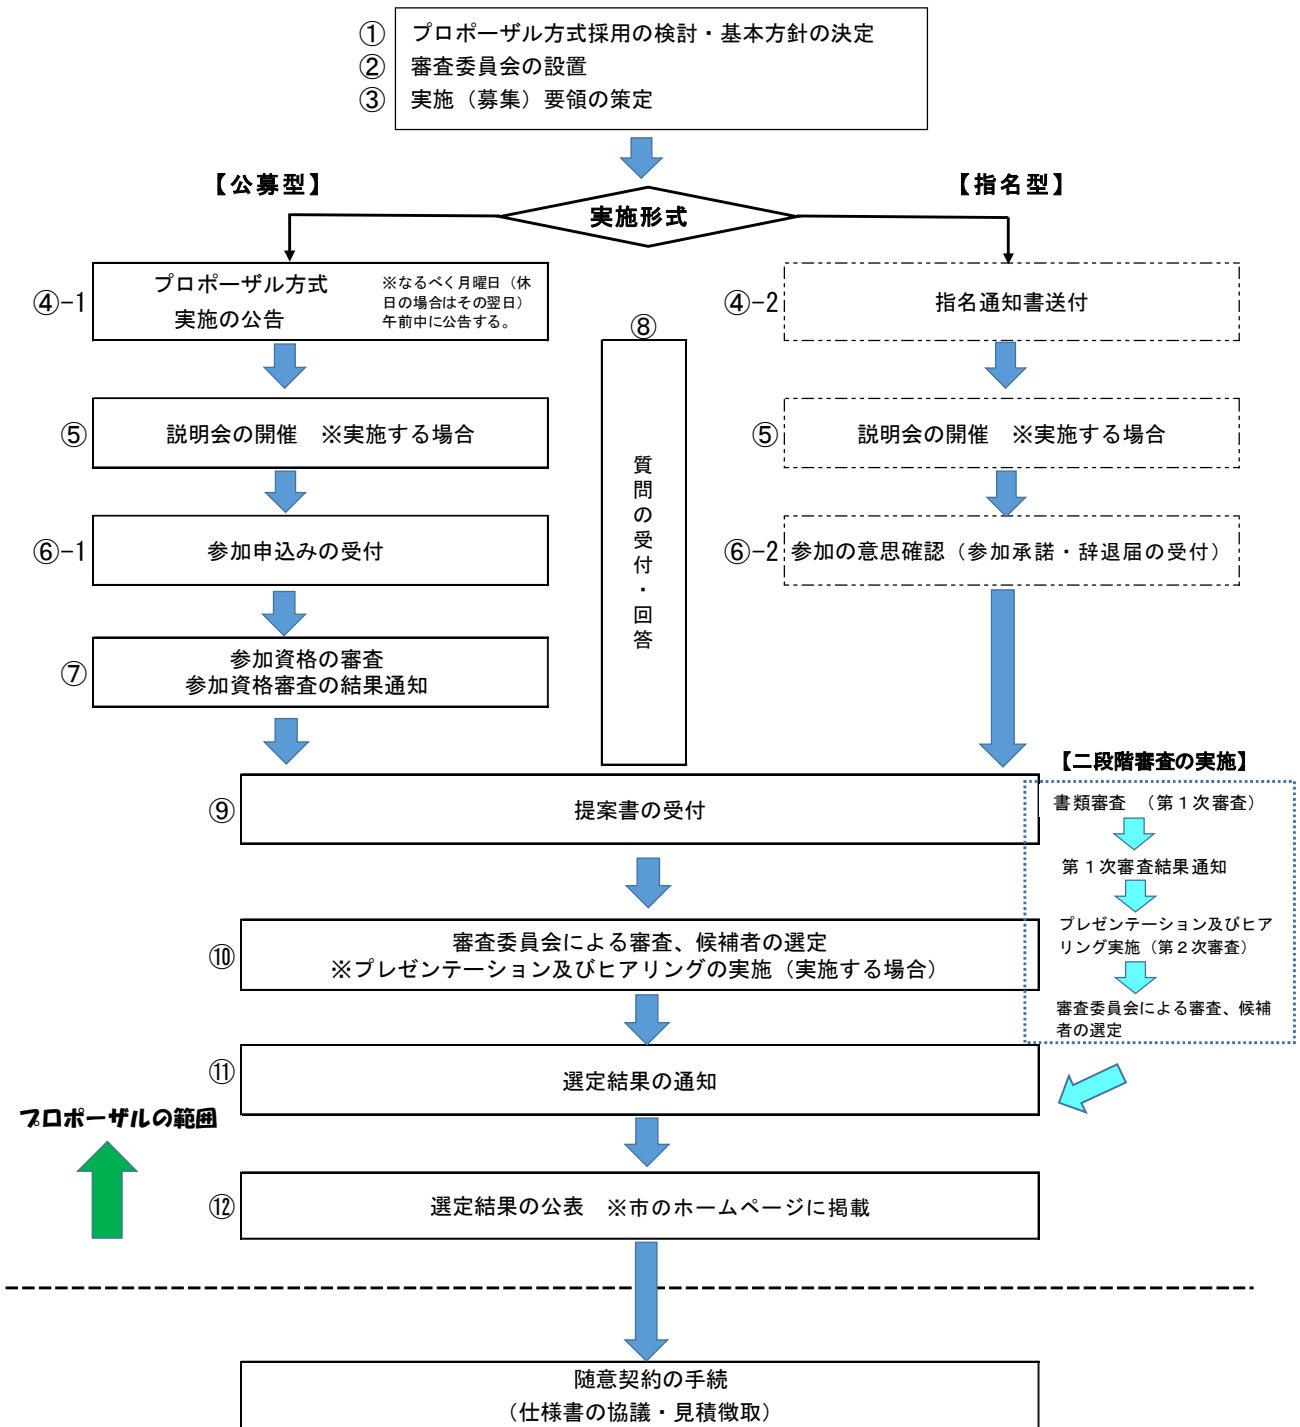 ① プロポーザル方式採用の検討・基本方針の決定
② 審査委員会の設置
③ 実施（募集）要領の策定
【公募型】
【指名型】
実施形式
④-1
プロポーザル方式
実施の公告
※なるべく月曜日（休
日の場合はその翌日）
午前中に公告する。
④-2
指名通知書送付
⑧
質問の受付・回答
⑤ 説明会の開催　※実施する場合
⑤ 説明会の開催　※実施する場合
⑥-1 参加申込みの受付
⑥-2 参加の意思確認（参加承諾・辞退届の受付）
⑦
参加資格の審査
参加資格審査の結果通知
【二段階審査の実施】
書類審査　（第１次審査）
第１次審査結果通知
プレゼンテーション及びヒア
リング実施（第２次審査）
審査委員会による審査、候補
者の選定
⑨ 提案書の受付
⑩
審査委員会による審査、候補者の選定
※プレゼンテーション及びヒアリングの実施（実施する場合）
⑪ 選定結果の通知
プロポーザルの範囲
⑫ 選定結果の公表　※市のホームページに掲載
随意契約の手続
（仕様書の協議・見積徴取）